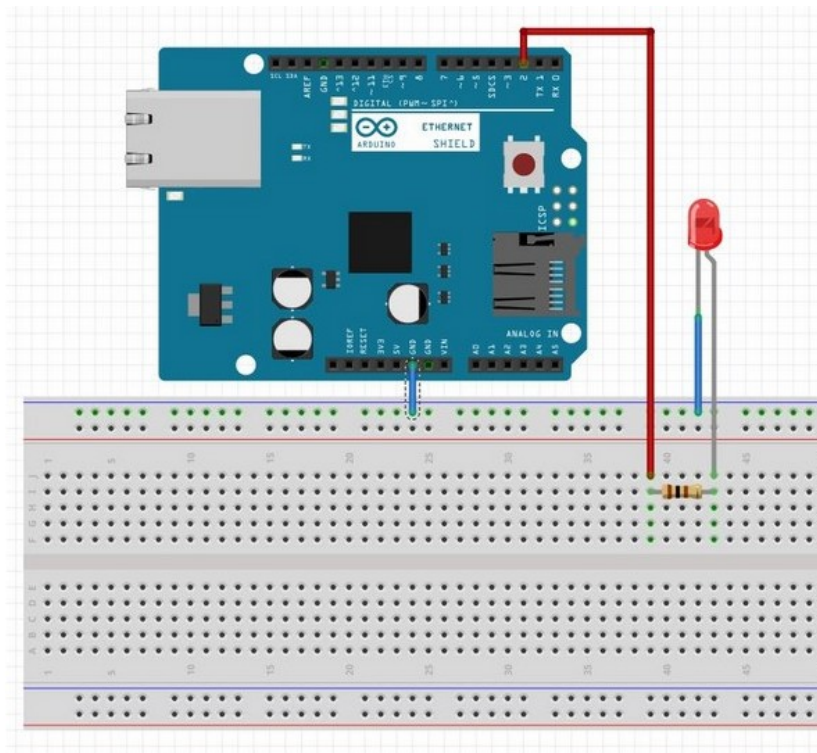 SCL SDA AREF GND ~13 ~12 ~11 ~9 8 7 ~6 ~5 SDCS ~3 2 TX 1 RX 0
DIGITAL (PWM~ SPI^)
ARDUINO
ETHERNET
SHIELD
TX
RX
ICSP
ANALOG IN
IOREF RESET 3V3 5V GND GND VIN A0 A1 A2 A3 A4 A5
1 5 10 15 20 25 30 35 40 45
J
I
H
G
F
E
D
C
B
A
1 5 10 15 20 25 30 35 40 45